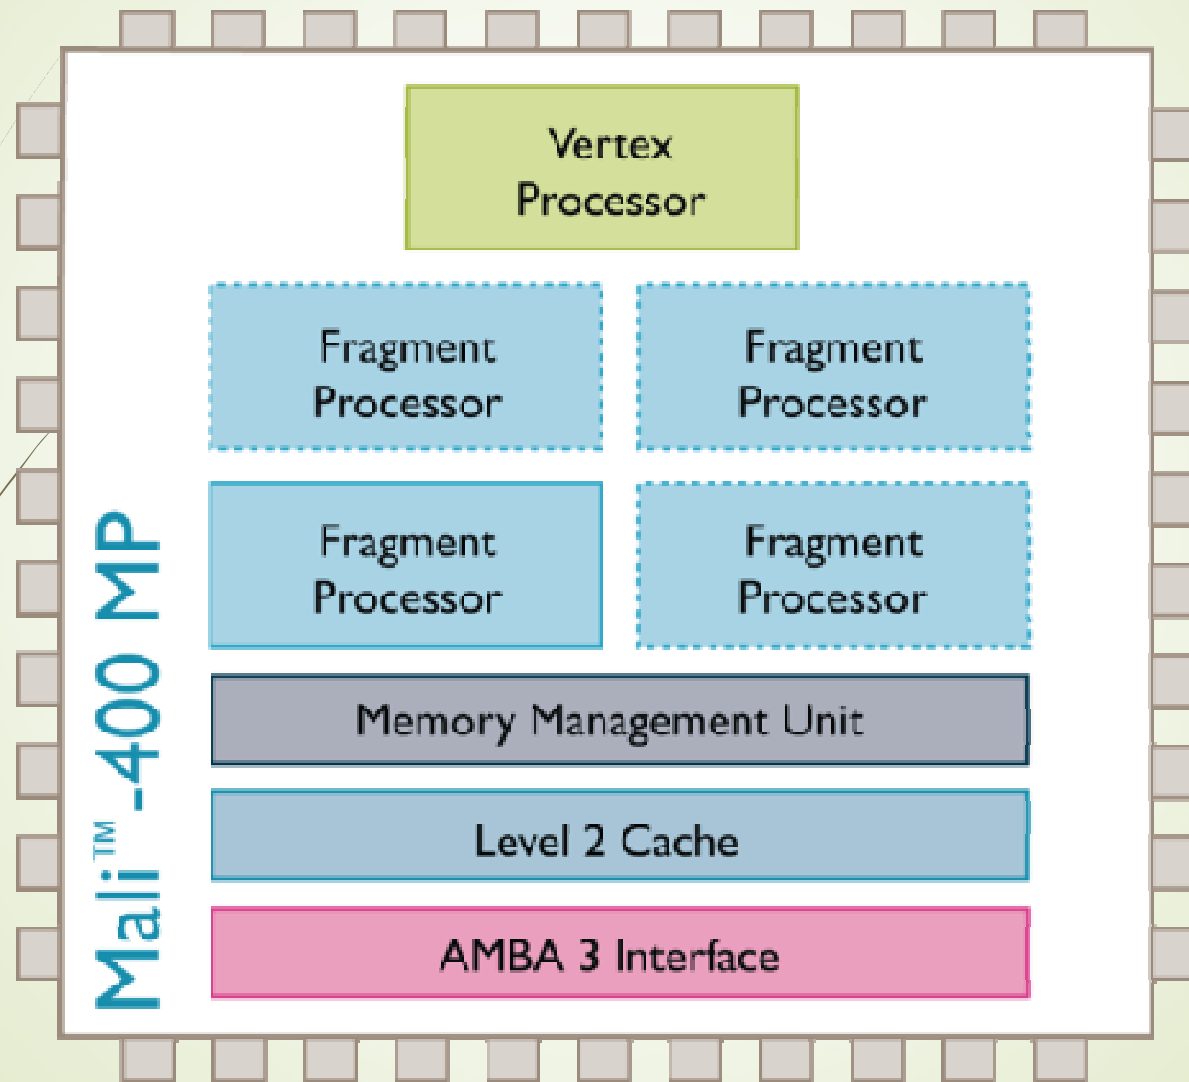 Vertex
Processor
Fragment
Processor
Fragment
Processor
Fragment
Processor
Fragment
Processor
Memory Management Unit
Level 2 Cache
AMBA 3 Interface
Mali™-400 MP